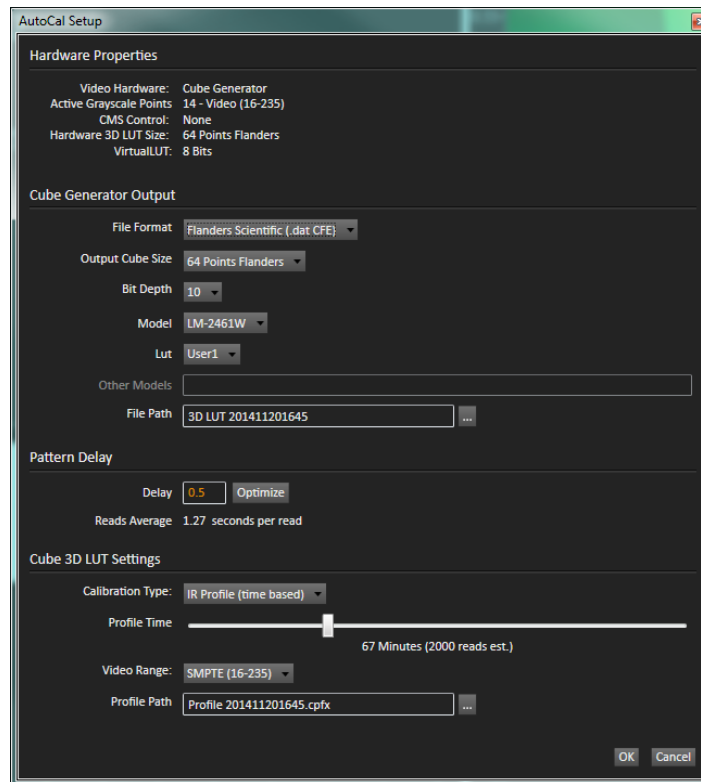 AutoCal Setup
Hardware Properties
Video Hardware: Cube Generator
Active Grayscale Points 14 - Video (16-235)
CMS Control: None
Hardware 3D LUT Size: 64 Points Flanders
VirtualLUT: 8 Bits
Cube Generator Output
File Format Flanders Scientific (.dat CFE)
Output Cube Size 64 Points Flanders
Bit Depth 10
Model LM-2461W
Lut User1
Other Models
File Path 3D LUT 201411201645 ...
Pattern Delay
Delay 0.5 Optimize
Reads Average 1.27 seconds per read
Cube 3D LUT Settings
Calibration Type: IR Profile (time based)
Profile Time
67 Minutes (2000 reads est.)
Video Range: SMPTE (16-235)
Profile Path Profile 201411201645.cpfx ...
OK Cancel